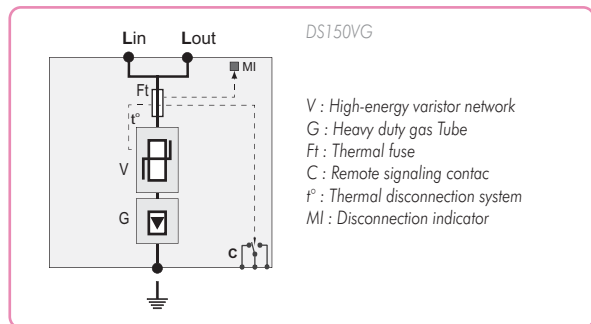 Lin Lout
DS150VG
MI
Ft
t°
V
G
C
V : High-energy varistor network
G : Heavy duty gas Tube
Ft : Thermal fuse
C : Remote signaling contac
t° : Thermal disconnection system
MI : Disconnection indicator